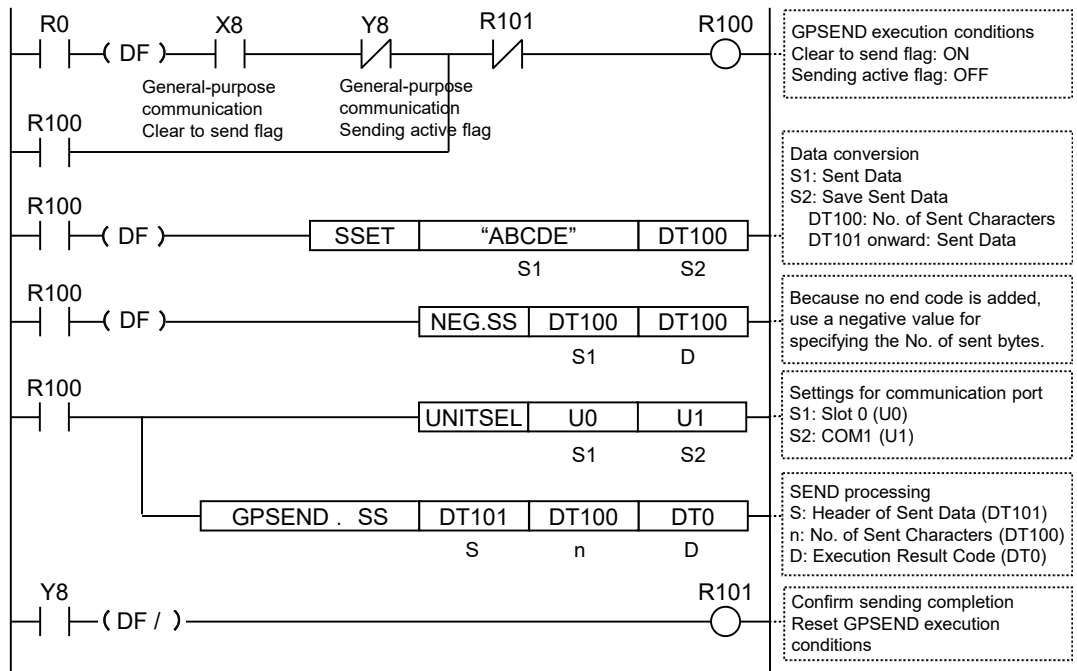 R0 X8 Y8 R101 R100
( DF )
General-purpose
communication
Clear to send flag
General-purpose
communication
Sending active flag
GPSEND execution conditions
Clear to send flag: ON
Sending active flag: OFF
R100
R100
( DF ) SSET “ABCDE” DT100
S1 S2
Data conversion
S1: Sent Data
S2: Save Sent Data
DT100: No. of Sent Characters
DT101 onward: Sent Data
R100
( DF ) NEG.SS DT100 DT100
S1 D
Because no end code is added,
use a negative value for
specifying the No. of sent bytes.
R100
UNITSEL U0 U1
S1 S2
Settings for communication port
S1: Slot 0 (U0)
S2: COM1 (U1)
GPSEND . SS DT101 DT100 DT0
S n D
SEND processing
S: Header of Sent Data (DT101)
n: No. of Sent Characters (DT100)
D: Execution Result Code (DT0)
Y8 R101
( DF / )
Confirm sending completion
Reset GPSEND execution
conditions